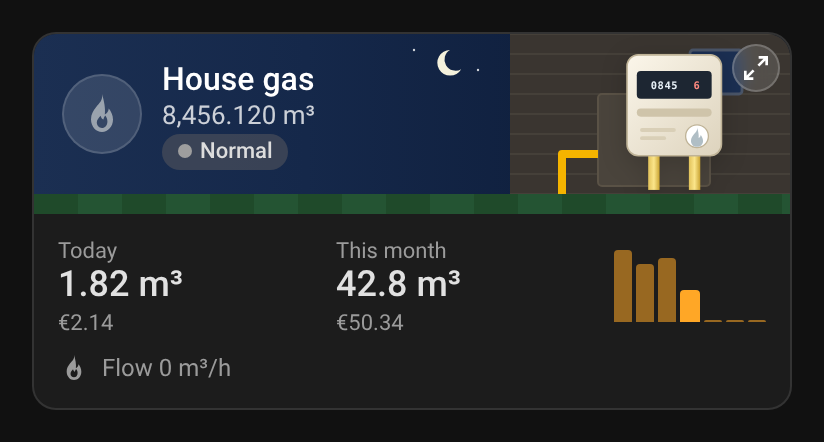 House gas
8,456.120 m³
Normal
0845 6
Today
1.82 m³
€2.14
This month
42.8 m³
€50.34
Flow 0 m³/h